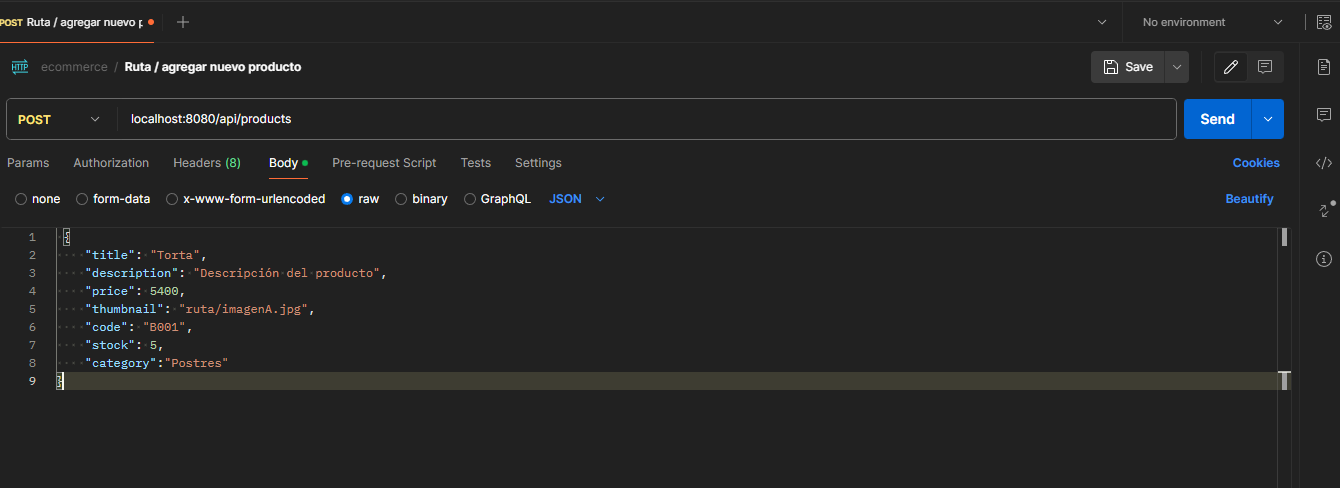 POST Ruta / agregar nuevo p
No environment
HTTP ecommerce / Ruta / agregar nuevo producto
Save
POST localhost:8080/api/products
Send
Params Authorization Headers (8) Body Pre-request Script Tests Settings Cookies
none form-data x-www-form-urlencoded raw binary GraphQL JSON Beautify
1 {
2 "title": "Torta",
3 "description": "Descripción del producto",
4 "price": 5400,
5 "thumbnail": "ruta/imagenA.jpg",
6 "code": "B001",
7 "stock": 5,
8 "category":"Postres"
9 }